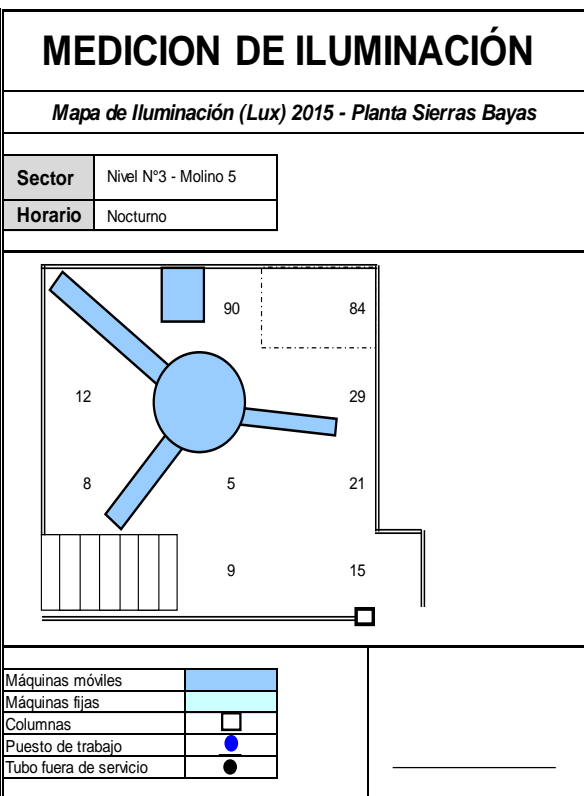 MEDICION DE ILUMINACIÓN
Mapa de Iluminación (Lux) 2015 - Planta Sierras Bayas
Sector Nivel N°3 - Molino 5
Horario Nocturno
90 84
12 29
8 5 21
9 15
Máquinas móviles
Máquinas fijas
Columnas
Puesto de trabajo
Tubo fuera de servicio